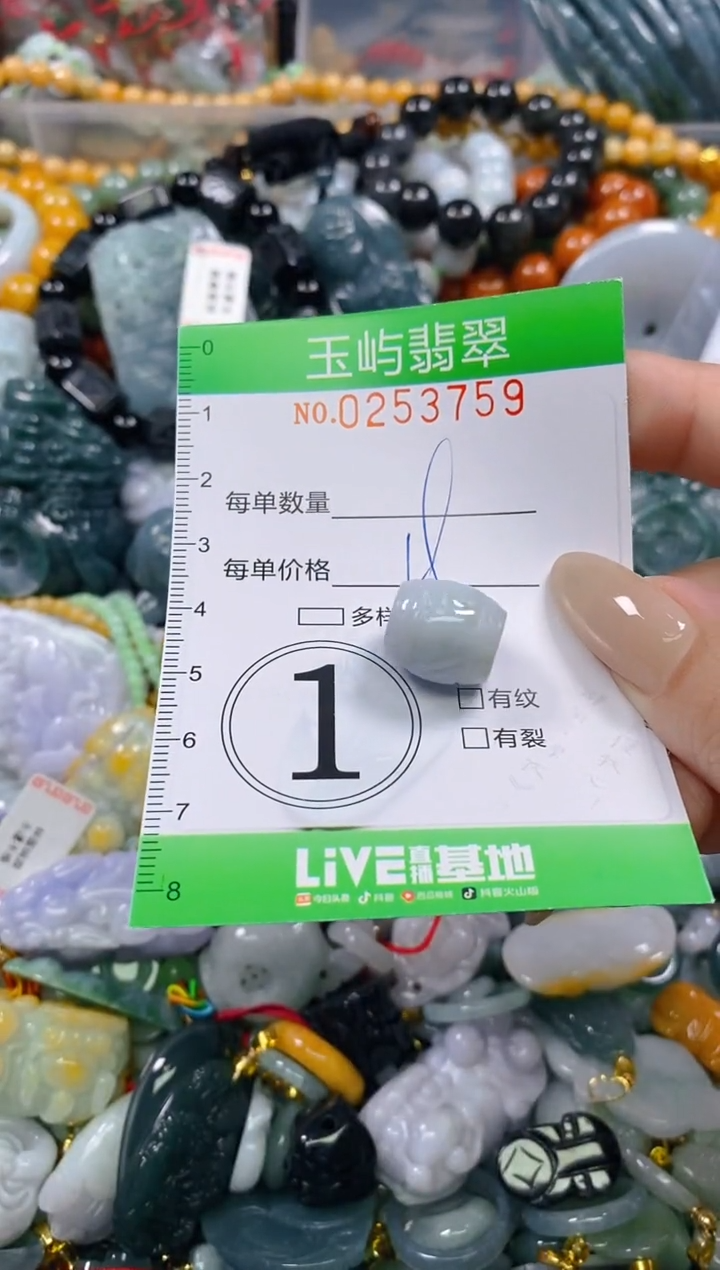 0
玉屿翡翠
1
NO.0253759
2
每单数量
3
每单价格
4
多样
5
1
有纹
6
有裂
7
LiVE直播基地
8
今日头条 抖音 西瓜视频 抖音火山版